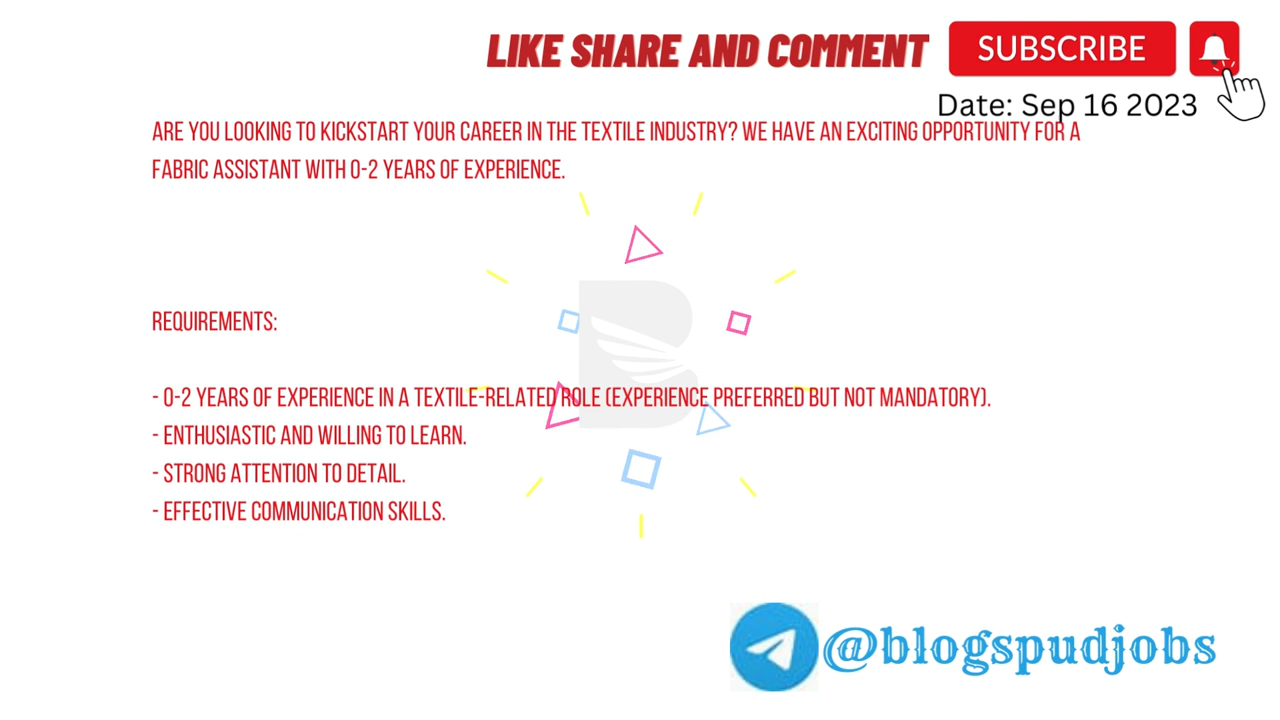 LIKE SHARE AND COMMENT
SUBSCRIBE
Date: Sep 16 2023
ARE YOU LOOKING TO KICKSTART YOUR CAREER IN THE TEXTILE INDUSTRY? WE HAVE AN EXCITING OPPORTUNITY FOR A
FABRIC ASSISTANT WITH 0-2 YEARS OF EXPERIENCE.
REQUIREMENTS:
- 0-2 YEARS OF EXPERIENCE IN A TEXTILE-RELATED ROLE (EXPERIENCE PREFERRED BUT NOT MANDATORY).
- ENTHUSIASTIC AND WILLING TO LEARN.
- STRONG ATTENTION TO DETAIL.
- EFFECTIVE COMMUNICATION SKILLS.
@blogspudjobs